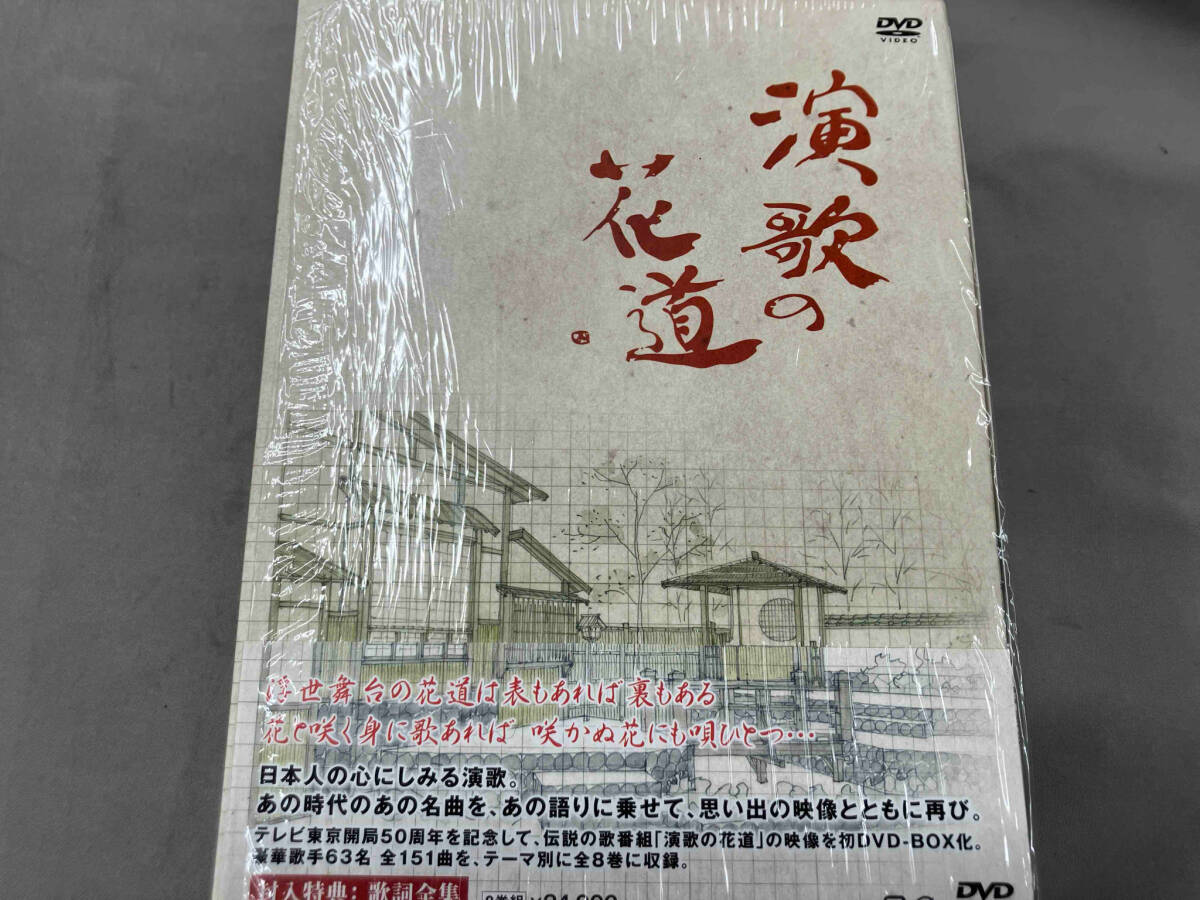 DVD
VIDEO
演歌の
花道
浮世舞台の花道は表もあれば裏もある
花と咲く身に歌あれば 咲かぬ花にも唄ひとつ…
日本人の心にしみる演歌。
あの時代のあの名曲を、あの語りに乗せて、思い出の映像とともに再び。
テレビ東京開局50周年を記念して、伝説の歌番組「演歌の花道」の映像を初DVD-BOX化。
豪華歌手63名 全151曲を、テーマ別に全8巻に収録。
封入特典:歌詞全集
DVD